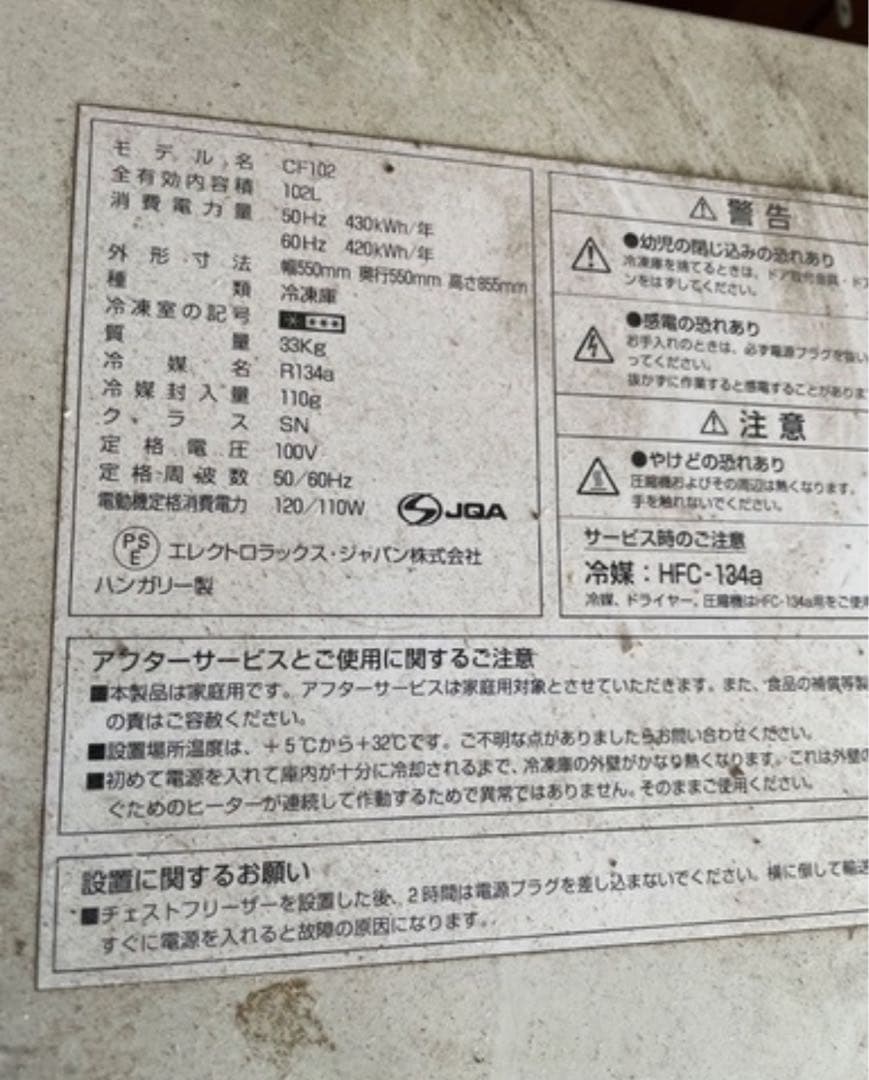 モデル名 CF102
全有効内容積 102L
消費電力量 50Hz 430kWh/年
60Hz 420kWh/年
外形寸法 幅550mm 奥行550mm 高さ855mm
種類 冷凍庫
冷凍室の記号
質量 33Kg
冷媒名 R134a
冷媒封入量 110g
クラス SN
定格電圧 100V
定格周波数 50/60Hz
電動機定格消費電力 120/110W
JQA
PSE エレクトロラックス・ジャパン株式会社
ハンガリー製
警告
●幼児の閉じ込みの恐れあり
冷凍庫を捨てるときは、ドア取付金具・ドア
ンをはずしてください。
●感電の恐れあり
お手入れのときは、必ず電源プラグを抜い
ってください。
抜かずに作業すると感電することがありま
注意
●やけどの恐れあり
圧縮機およびその周辺は熱くなります。
手を触れないでください。
サービス時のご注意
冷媒：HFC-134a
冷媒、ドライヤー、圧縮機はHFC-134a用をご使用
アフターサービスとご使用に関するご注意
■本製品は家庭用です。アフターサービスは家庭用対象とさせていただきます。また、食品の補償等製
の責はご容赦ください。
■設置場所温度は、+5℃から+32℃です。ご不明な点がありましたらお問い合わせください。
■初めて電源を入れて庫内が十分に冷却されるまで、冷凍庫の外壁がかなり熱くなります。これは外壁の
ぐためのヒーターが連続して作動するためで異常ではありません。そのままご使用ください。
設置に関するお願い
■チェストフリーザーを設置した後、2時間は電源プラグを差し込まないでください。横に倒して輸送
すぐに電源を入れると故障の原因になります。